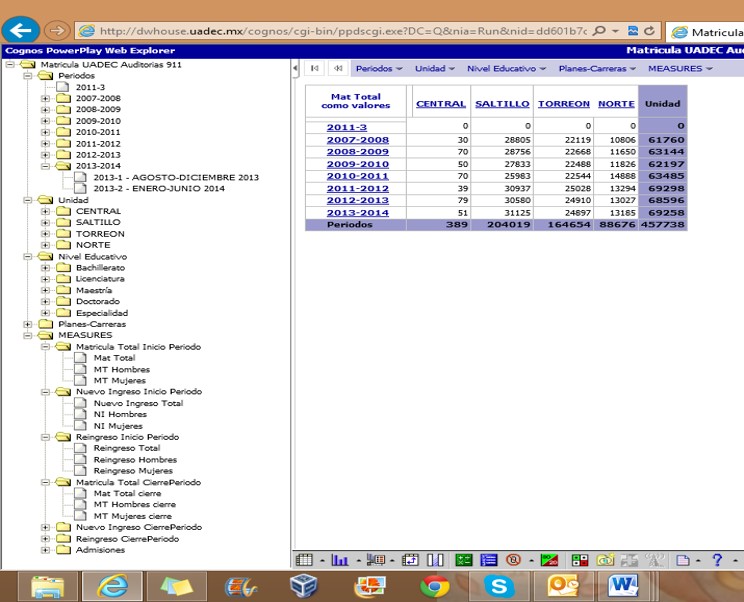 http://dwhouse.uadec.mx/cognos/cgi-bin/ppdscgi.exe?DC=Q&nia=Run&nid=dd601b7c
Matricula
Cognos PowerPlay Web Explorer
Matricula UADEC Au
Matricula UADEC Auditorias 911
Periodos
2011-3
2007-2008
2008-2009
2009-2010
2010-2011
2011-2012
2012-2013
2013-2014
2013-1 - AGOSTO-DICIEMBRE 2013
2013-2 - ENERO-JUNIO 2014
Unidad
CENTRAL
SALTILLO
TORREON
NORTE
Nivel Educativo
Bachillerato
Licenciatura
Maestría
Doctorado
Especialidad
Planes-Carreras
MEASURES
Matricula Total Inicio Periodo
Mat Total
MT Hombres
MT Mujeres
Nuevo Ingreso Inicio Periodo
Nuevo Ingreso Total
NI Hombres
NI Mujeres
Reingreso Inicio Periodo
Reingreso Total
Reingreso Hombres
Reingreso Mujeres
Matricula Total CierrePeriodo
Mat Total cierre
MT Hombres cierre
MT Mujeres cierre
Nuevo Ingreso CierrePeriodo
Reingreso CierrePeriodo
Admisiones
Periodos Unidad Nivel Educativo Planes-Carreras MEASURES
Mat Total como valores CENTRAL SALTILLO TORREON NORTE Unidad
2011-3 0 0 0 0 0
2007-2008 30 28805 22119 10806 61760
2008-2009 70 28756 22668 11650 63144
2009-2010 50 27833 22488 11826 62197
2010-2011 70 25983 22544 14888 63485
2011-2012 39 30937 25028 13294 69298
2012-2013 79 30580 24910 13027 68596
2013-2014 51 31125 24897 13185 69258
Periodos 389 204019 164654 88676 457738